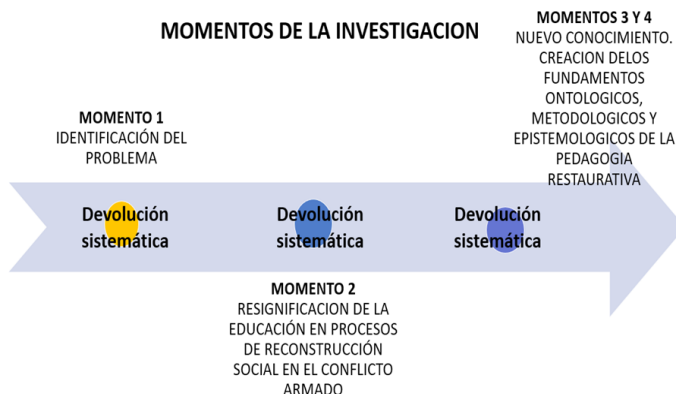 MOMENTOS DE LA INVESTIGACION
MOMENTOS 3 Y 4
NUEVO CONOCIMIENTO.
CREACION DELOS
FUNDAMENTOS
ONTOLOGICOS,
METODOLOGICOS Y
EPISTEMOLOGICOS DE LA
PEDAGOGIA
RESTAURATIVA
MOMENTO 1
IDENTIFICACIÓN DEL
PROBLEMA
Devolución
sistemática
Devolución
sistemática
Devolución
sistemática
MOMENTO 2
RESIGNIFICACION DE LA
EDUCACIÓN EN PROCESOS
DE RECONSTRUCCIÓN
SOCIAL EN EL CONFLICTO
ARMADO